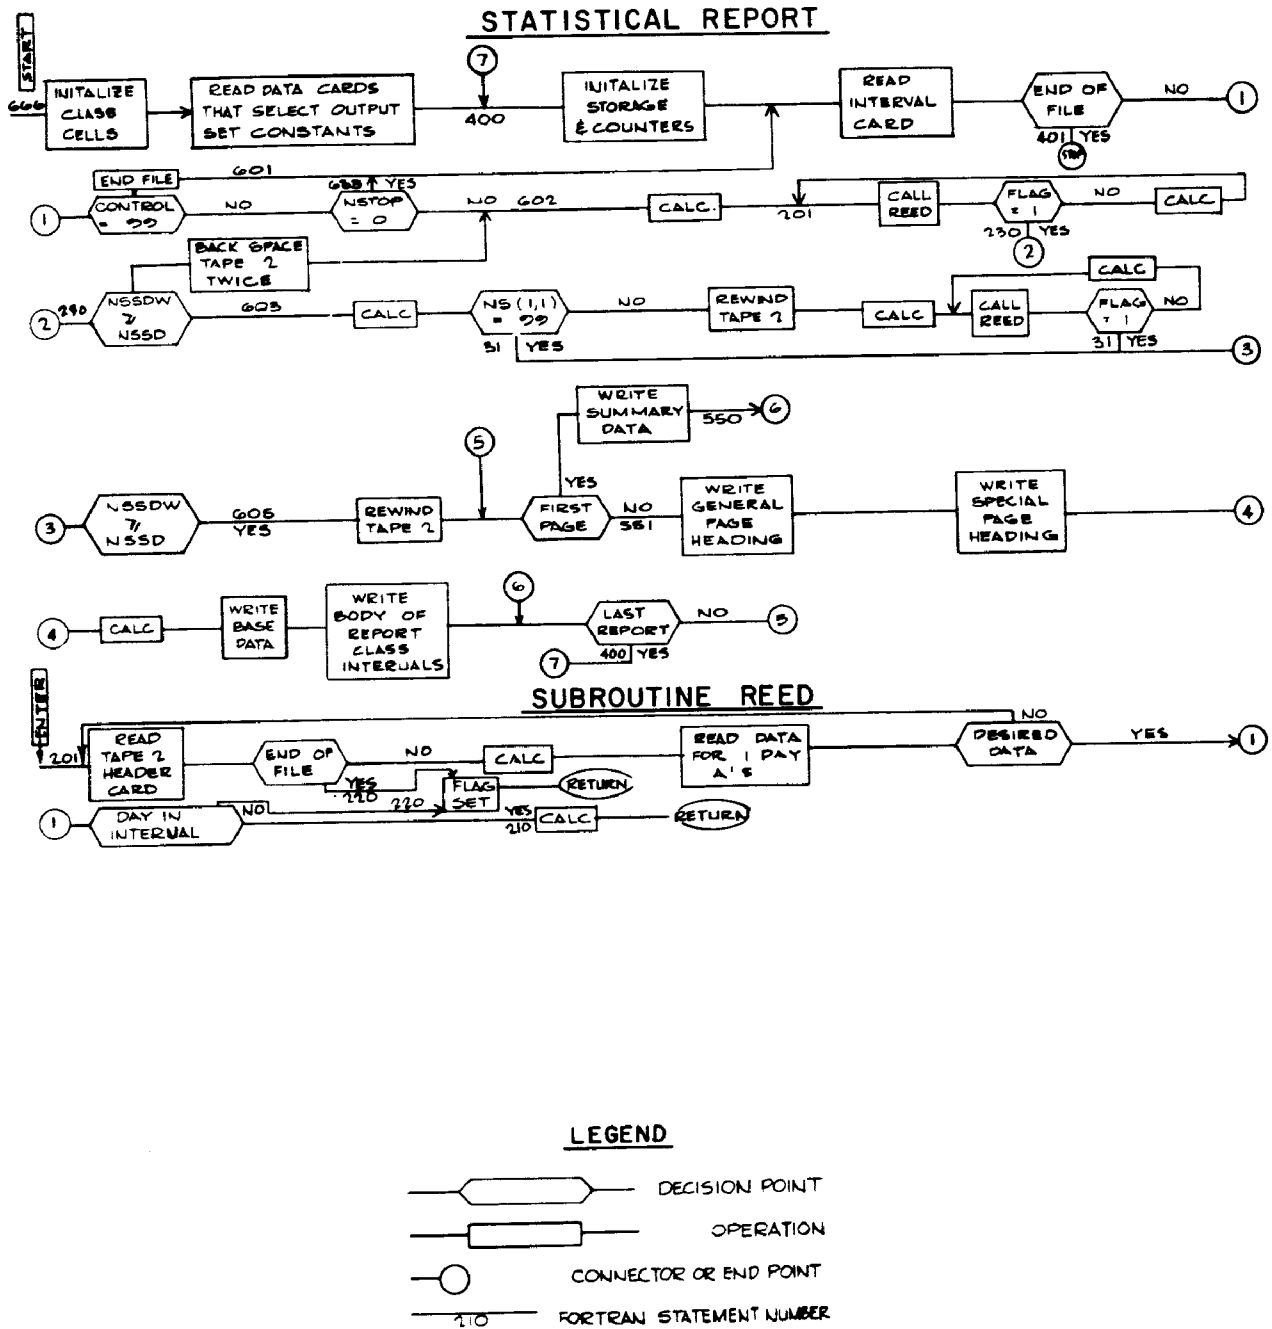 STATISTICAL REPORT
START
666
INITALIZE
CLASS
CELLS
READ DATA CARDS
THAT SELECT OUTPUT
SET CONSTANTS
7
400
INITALIZE
STORAGE
& COUNTERS
READ
INTERVAL
CARD
END OF
FILE
NO
1
401 YES
STOP
END FILE
601
1
CONTROL
= 99
NO
688 YES
NSTOP
= 0
NO 602
CALC.
201
CALL
REED
FLAG
= 1
NO
CALC
230 YES
2
BACK SPACE
TAPE 2
TWICE
2
290
NSSDW
≥
NSSD
603
CALC
NS (1,1)
= 99
NO
31 YES
REWIND
TAPE 2
CALC
CALL
REED
CALC
FLAG
= 1
NO
31 YES
3
WRITE
SUMMARY
DATA
550
6
5
YES
3
NSSDW
≥
NSSD
605
YES
REWIND
TAPE 2
FIRST
PAGE
NO
551
WRITE
GENERAL
PAGE
HEADING
WRITE
SPECIAL
PAGE
HEADING
4
4
CALC
WRITE
BASE
DATA
WRITE
BODY OF
REPORT
CLASS
INTERVALS
6
LAST
REPORT
NO
5
400 YES
7
SUBROUTINE REED
ENTER
201
READ
TAPE 2
HEADER
CARD
END OF
FILE
NO
YES
220
CALC
READ DATA
FOR 1 DAY
A'S
NO
DESIRED
DATA
YES
1
220
FLAG
SET
RETURN
1
DAY IN
INTERVAL
NO
YES
210
CALC
RETURN
LEGEND
DECISION POINT
OPERATION
CONNECTOR OR END POINT
210 FORTRAN STATEMENT NUMBER